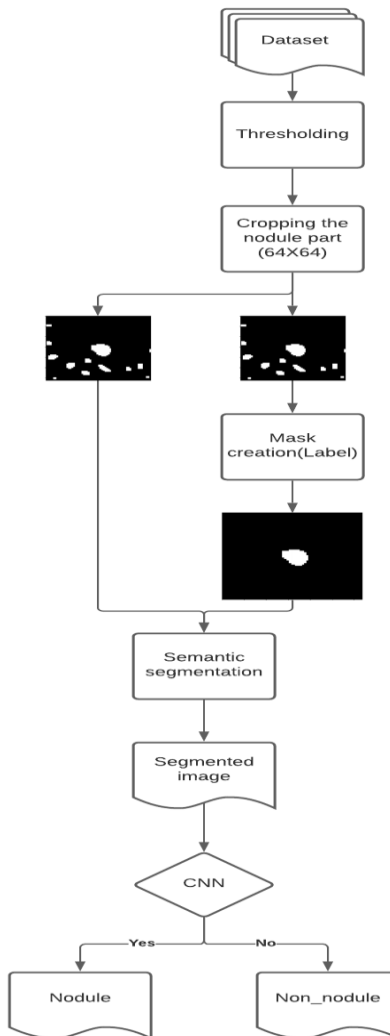 Dataset
Thresholding
Cropping the
nodule part
(64X64)
Mask
creation(Label)
Semantic
segmentation
Segmented
image
CNN
Yes
No
Nodule
Non_nodule